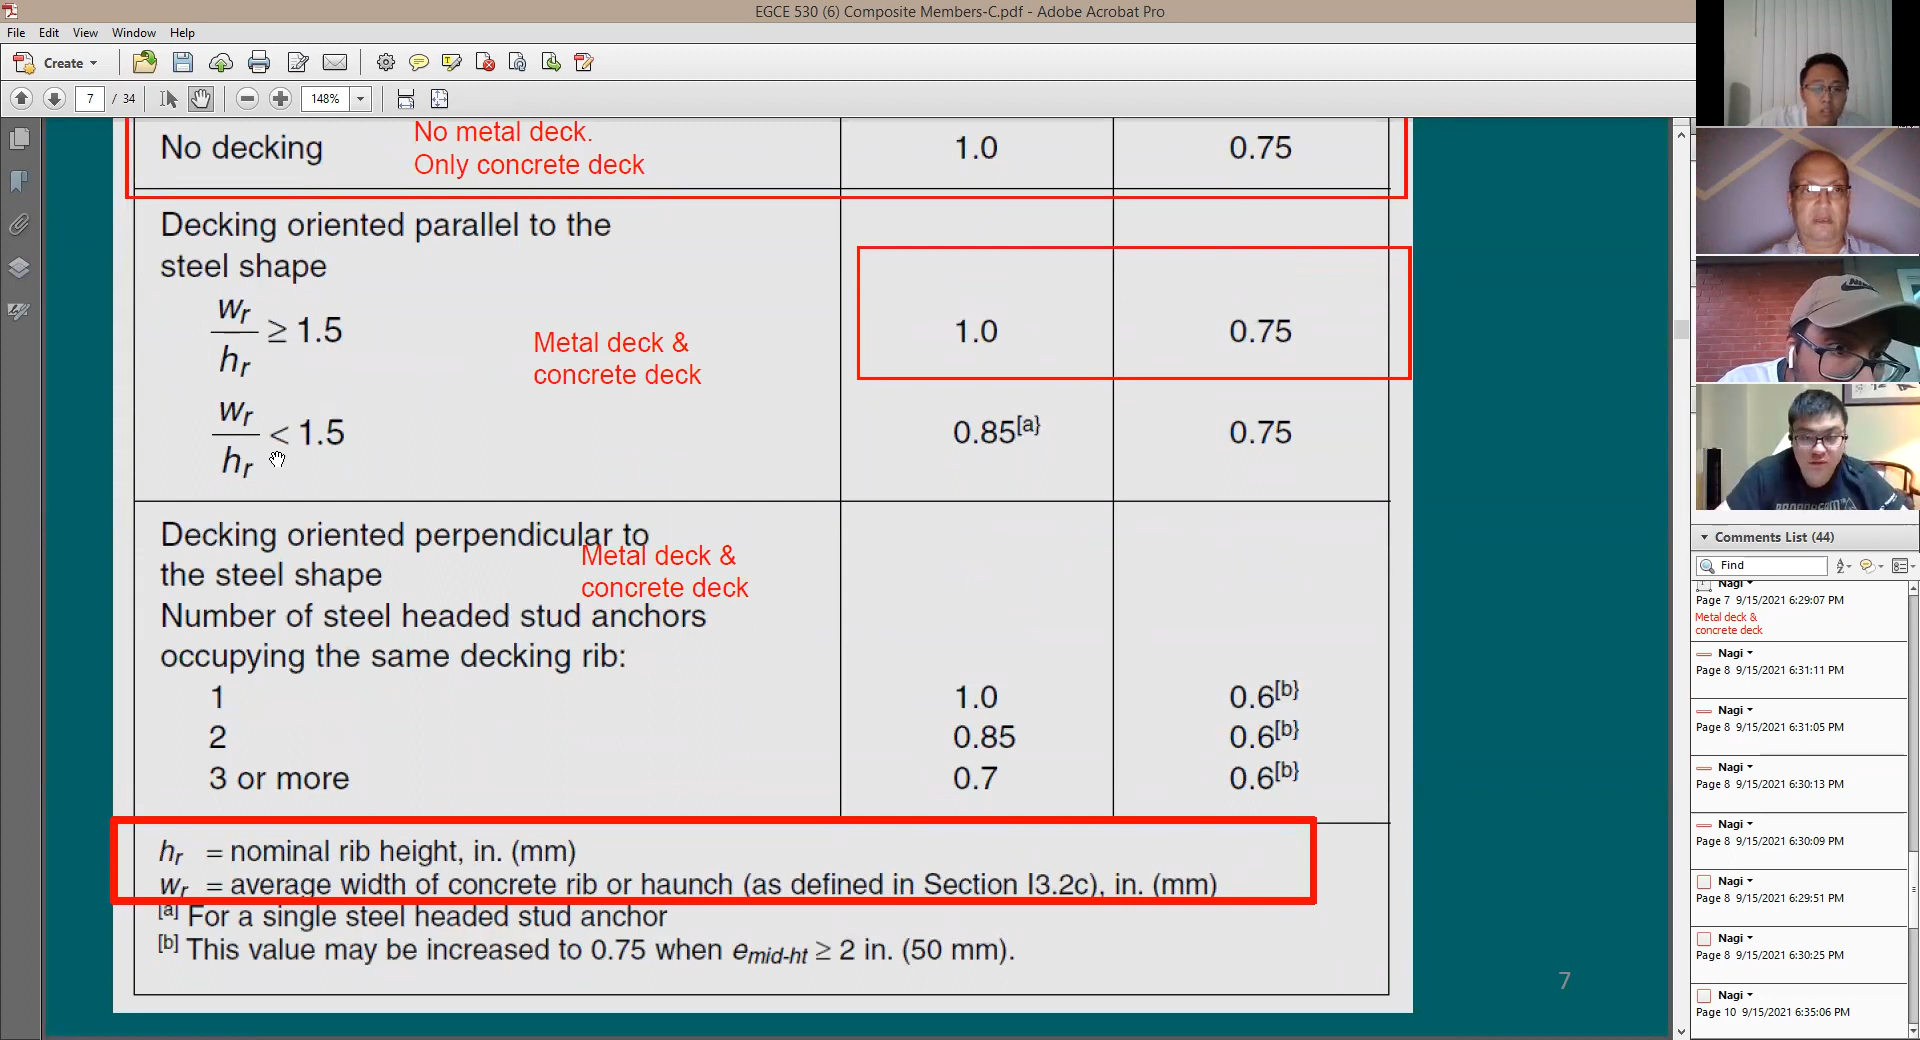 EGCE 530 (6) Composite Members-C.pdf - Adobe Acrobat Pro
File Edit View Window Help
Create
7 / 34 148%
No decking No metal deck. 1.0 0.75
Only concrete deck
Decking oriented parallel to the
steel shape
wr/hr ≥ 1.5 1.0 0.75
Metal deck &
concrete deck
wr/hr < 1.5 0.85[a} 0.75
Decking oriented perpendicular to
Metal deck &
the steel shape
concrete deck
Number of steel headed stud anchors
occupying the same decking rib:
1 1.0 0.6[b}
2 0.85 0.6[b}
3 or more 0.7 0.6[b}
hr = nominal rib height, in. (mm)
wr = average width of concrete rib or haunch (as defined in Section I3.2c), in. (mm)
[a] For a single steel headed stud anchor
[b] This value may be increased to 0.75 when emid-ht ≥ 2 in. (50 mm).
7
Comments List (44)
Find
Nagi
Page 7 9/15/2021 6:29:07 PM
Metal deck &
concrete deck
Nagi
Page 8 9/15/2021 6:31:11 PM
Nagi
Page 8 9/15/2021 6:31:05 PM
Nagi
Page 8 9/15/2021 6:30:13 PM
Nagi
Page 8 9/15/2021 6:30:09 PM
Nagi
Page 8 9/15/2021 6:29:51 PM
Nagi
Page 8 9/15/2021 6:30:25 PM
Nagi
Page 10 9/15/2021 6:35:06 PM